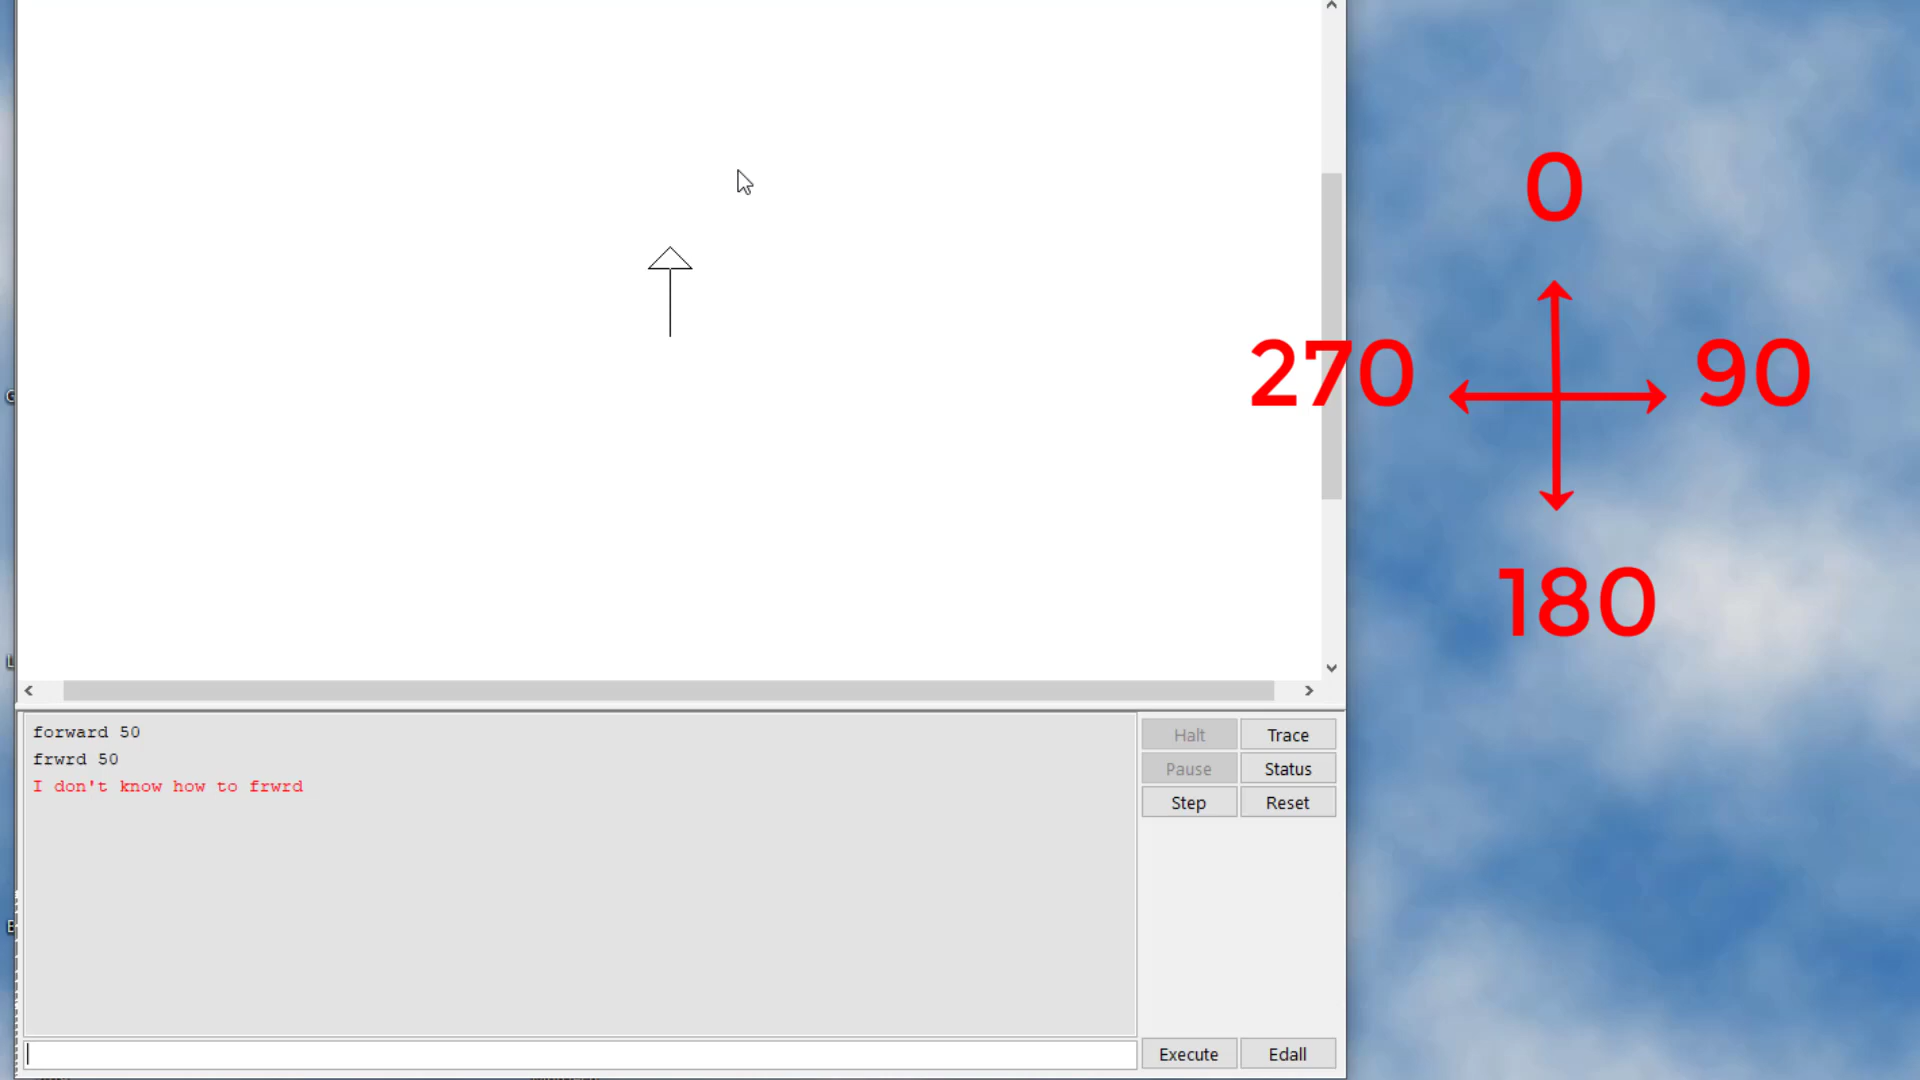 0
270 90
180
forward 50
frwrd 50
I don't know how to frwrd
Halt Trace
Pause Status
Step Reset
Execute Edall